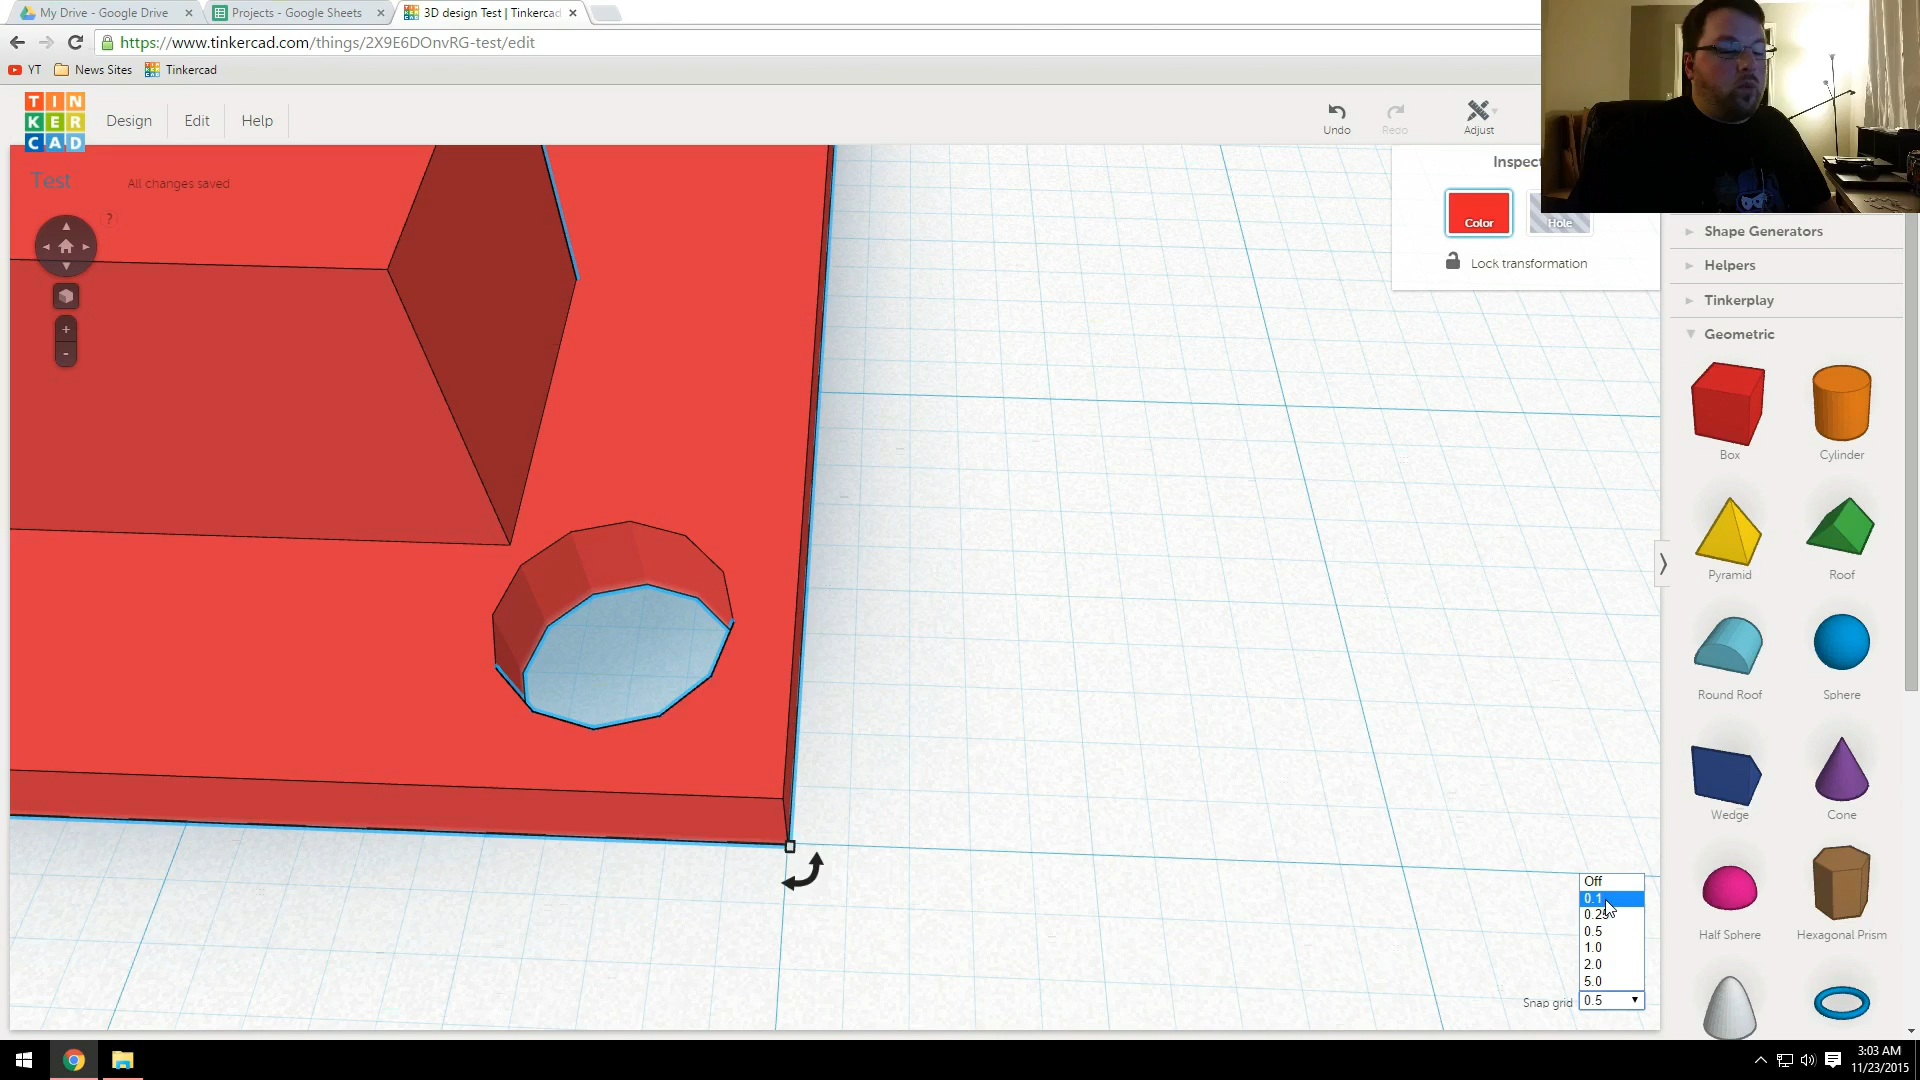 My Drive - Google Drive
Projects - Google Sheets
3D design Test | Tinkercad
https://www.tinkercad.com/things/2X9E6DOnvRG-test/edit
YT
News Sites
Tinkercad
TIN
KER
CAD
Design
Edit
Help
Undo
Redo
Adjust
Test
All changes saved
?
Color
Hole
Lock transformation
Shape Generators
Helpers
Tinkerplay
Geometric
Box
Cylinder
Pyramid
Roof
Round Roof
Sphere
Wedge
Cone
Half Sphere
Hexagonal Prism
Off
0.1
0.5
1.0
2.0
5.0
Snap grid
0.5
3:03 AM
11/23/2015